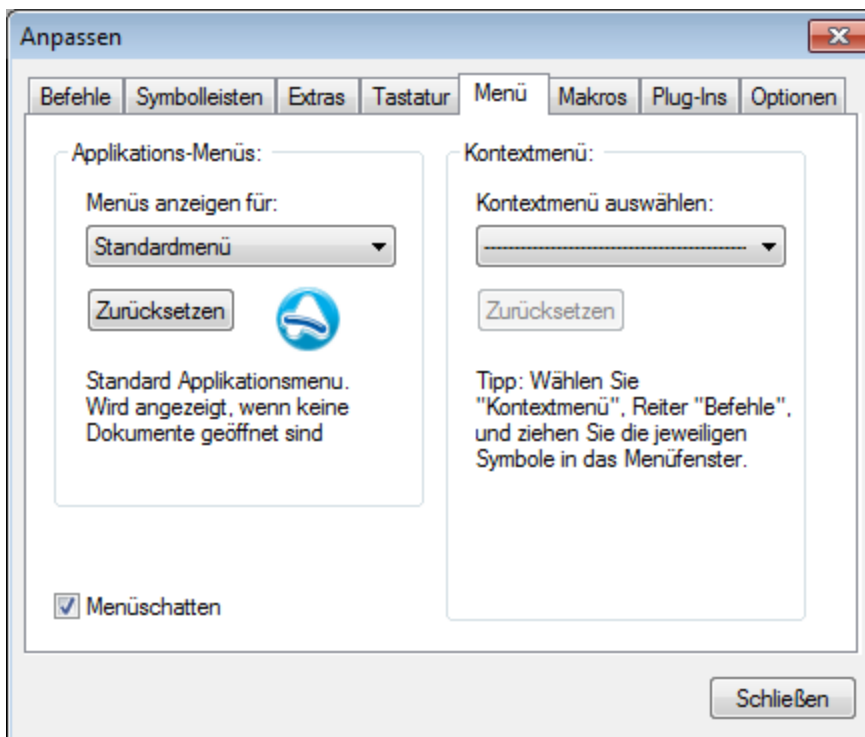 Anpassen
Befehle Symbolleisten Extras Tastatur Menü Makros Plug-Ins Optionen
Applikations-Menüs:
Menüs anzeigen für:
Standardmenü
Zurücksetzen
Standard Applikationsmenu.
Wird angezeigt, wenn keine
Dokumente geöffnet sind
Kontextmenü:
Kontextmenü auswählen:
Zurücksetzen
Tipp: Wählen Sie
"Kontextmenü", Reiter "Befehle",
und ziehen Sie die jeweiligen
Symbole in das Menüfenster.
Menüschatten
Schließen